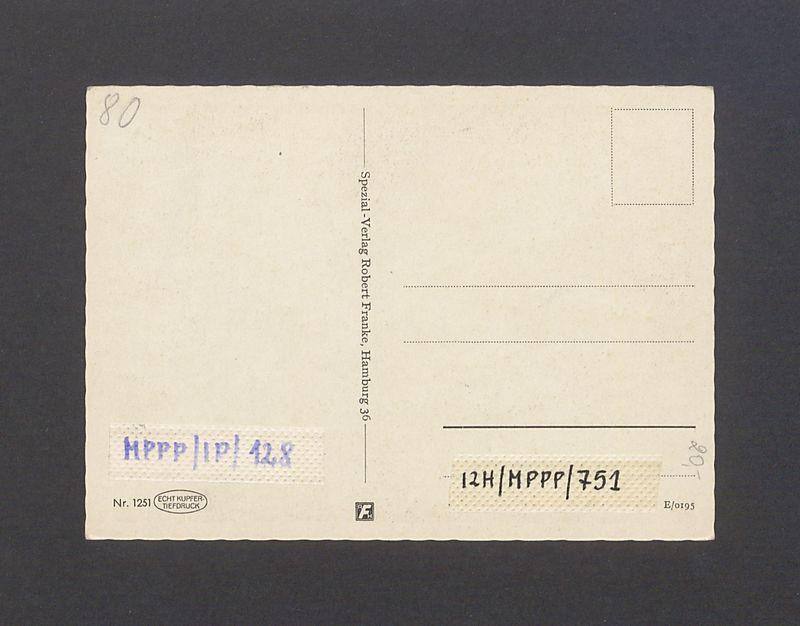 80
Spezial-Verlag Robert Franke, Hamburg 36
MPPP/IP/128
12H/MPPP/751
20,-
Nr. 1251 ECHT KUPFER-
TIEFDRUCK
F
E/0195